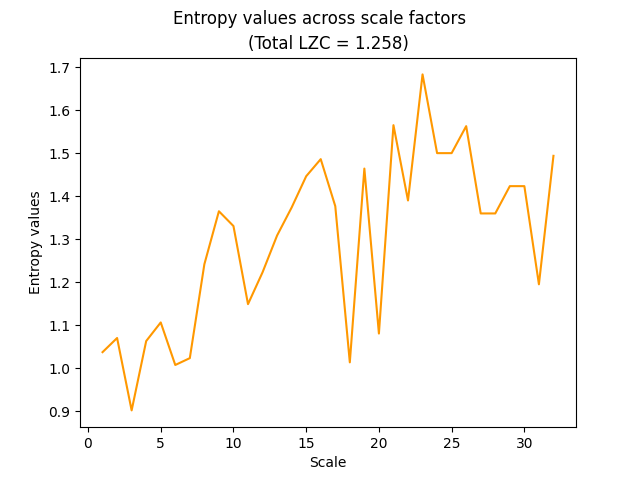 Entropy values across scale factors
(Total LZC = 1.258)
1.7
1.6
1.5
1.4
1.3
1.2
1.1
1.0
0.9
Entropy values
0 5 10 15 20 25 30
Scale